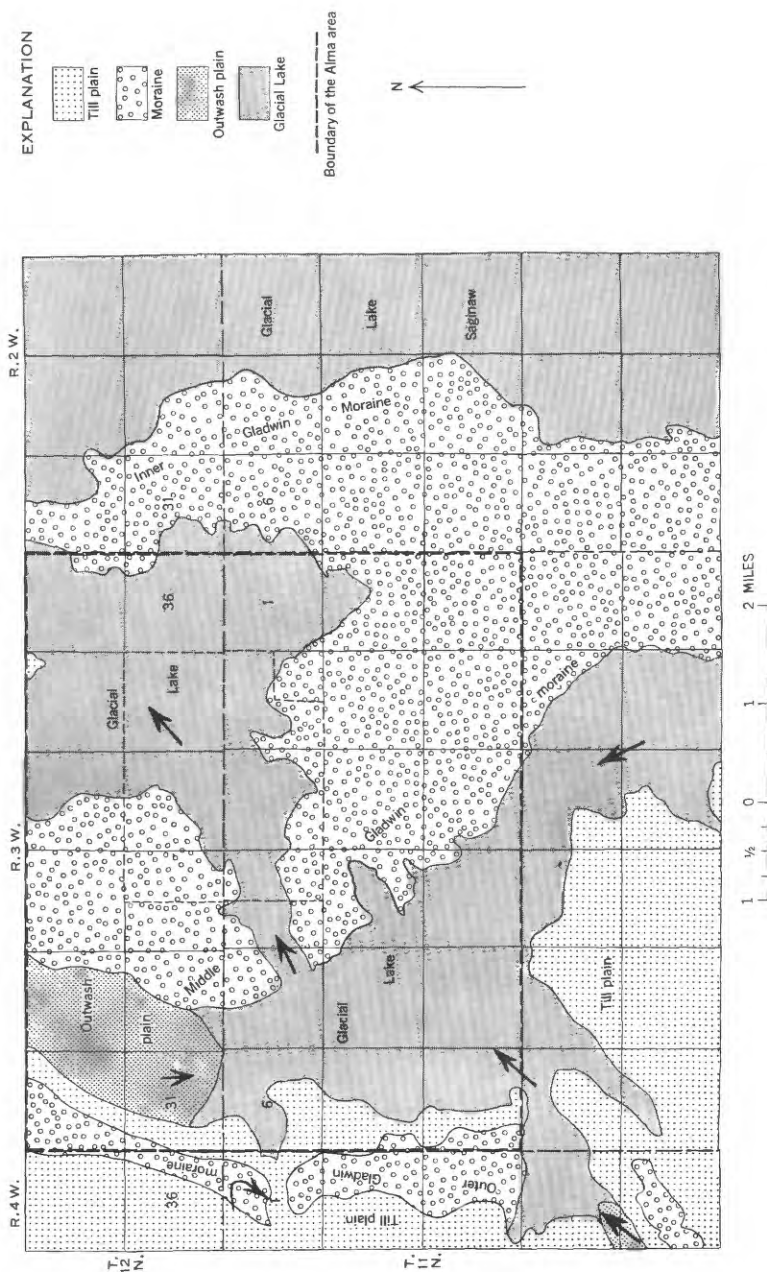 EXPLANATION
Till plain
Moraine
Outwash plain
Glacial Lake
Boundary of the Alma area
N
R.4 W.
R.3 W.
R.2 W.
T.
12
N.
T.
11
N.
36
moraine
31
Outwash
plain
Middle
Glacial
Lake
36
Inner
31
Gladwin
Moraine
6
1
6
Glacial
Lake
Saginaw
Till plain
Outer
Gladwin
Glacial
Lake
Gladwin
moraine
Till plain
1 ½ 0 1 2 MILES